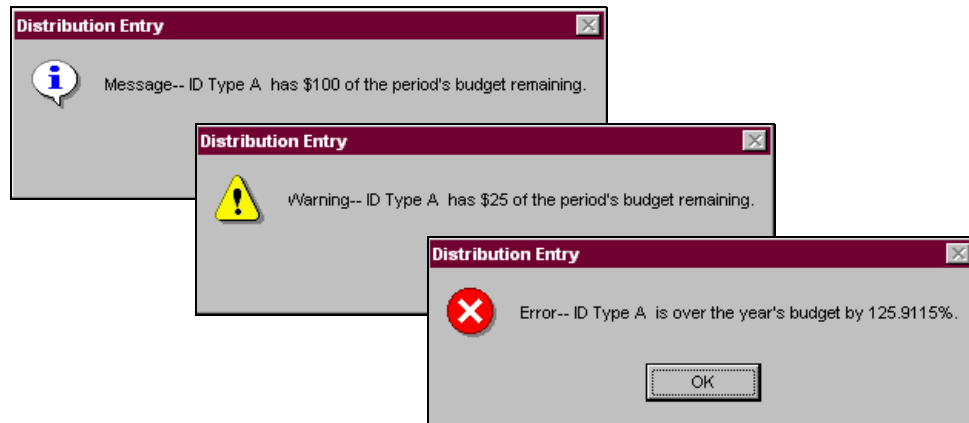 Distribution Entry
Message-- ID Type A has $100 of the period's budget remaining.
Distribution Entry
Warning-- ID Type A has $25 of the period's budget remaining.
Distribution Entry
Error-- ID Type A is over the year's budget by 125.9115%.
OK